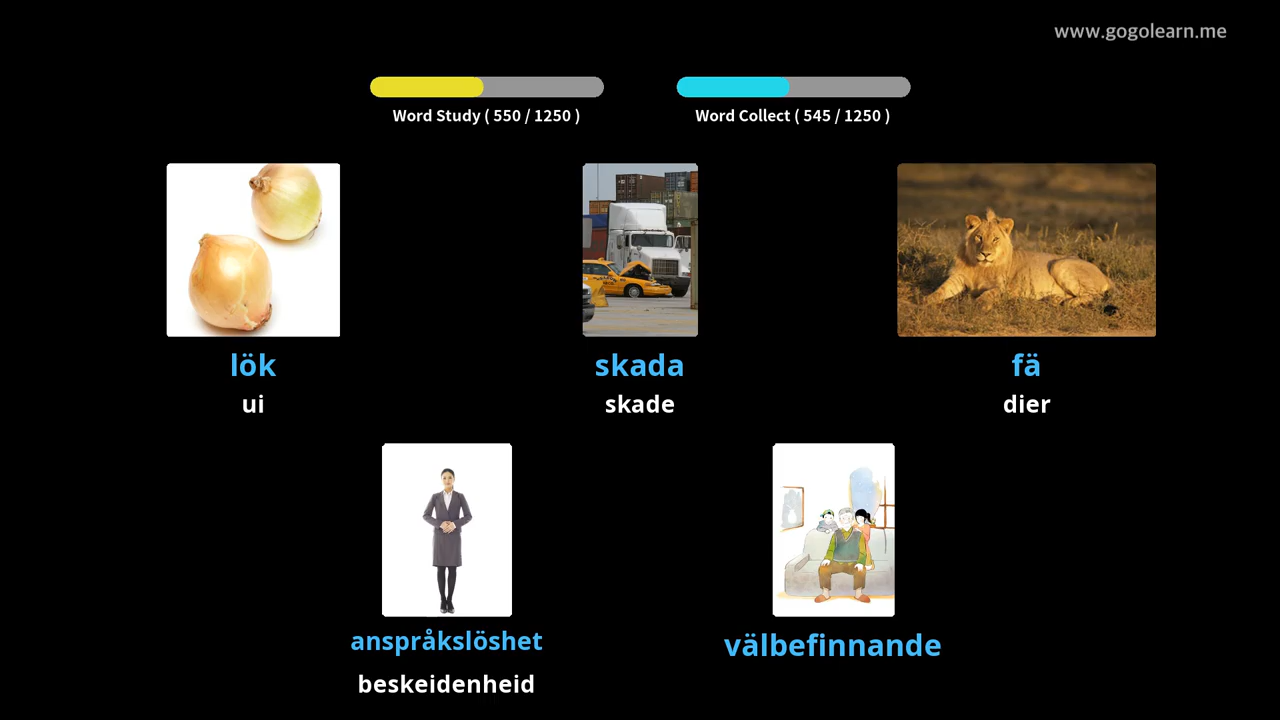 www.gogolearn.me
Word Study ( 550 / 1250 )
Word Collect ( 545 / 1250 )
lök
ui
skada
skade
fä
dier
anspråkslöshet
beskeidenheid
välbefinnande